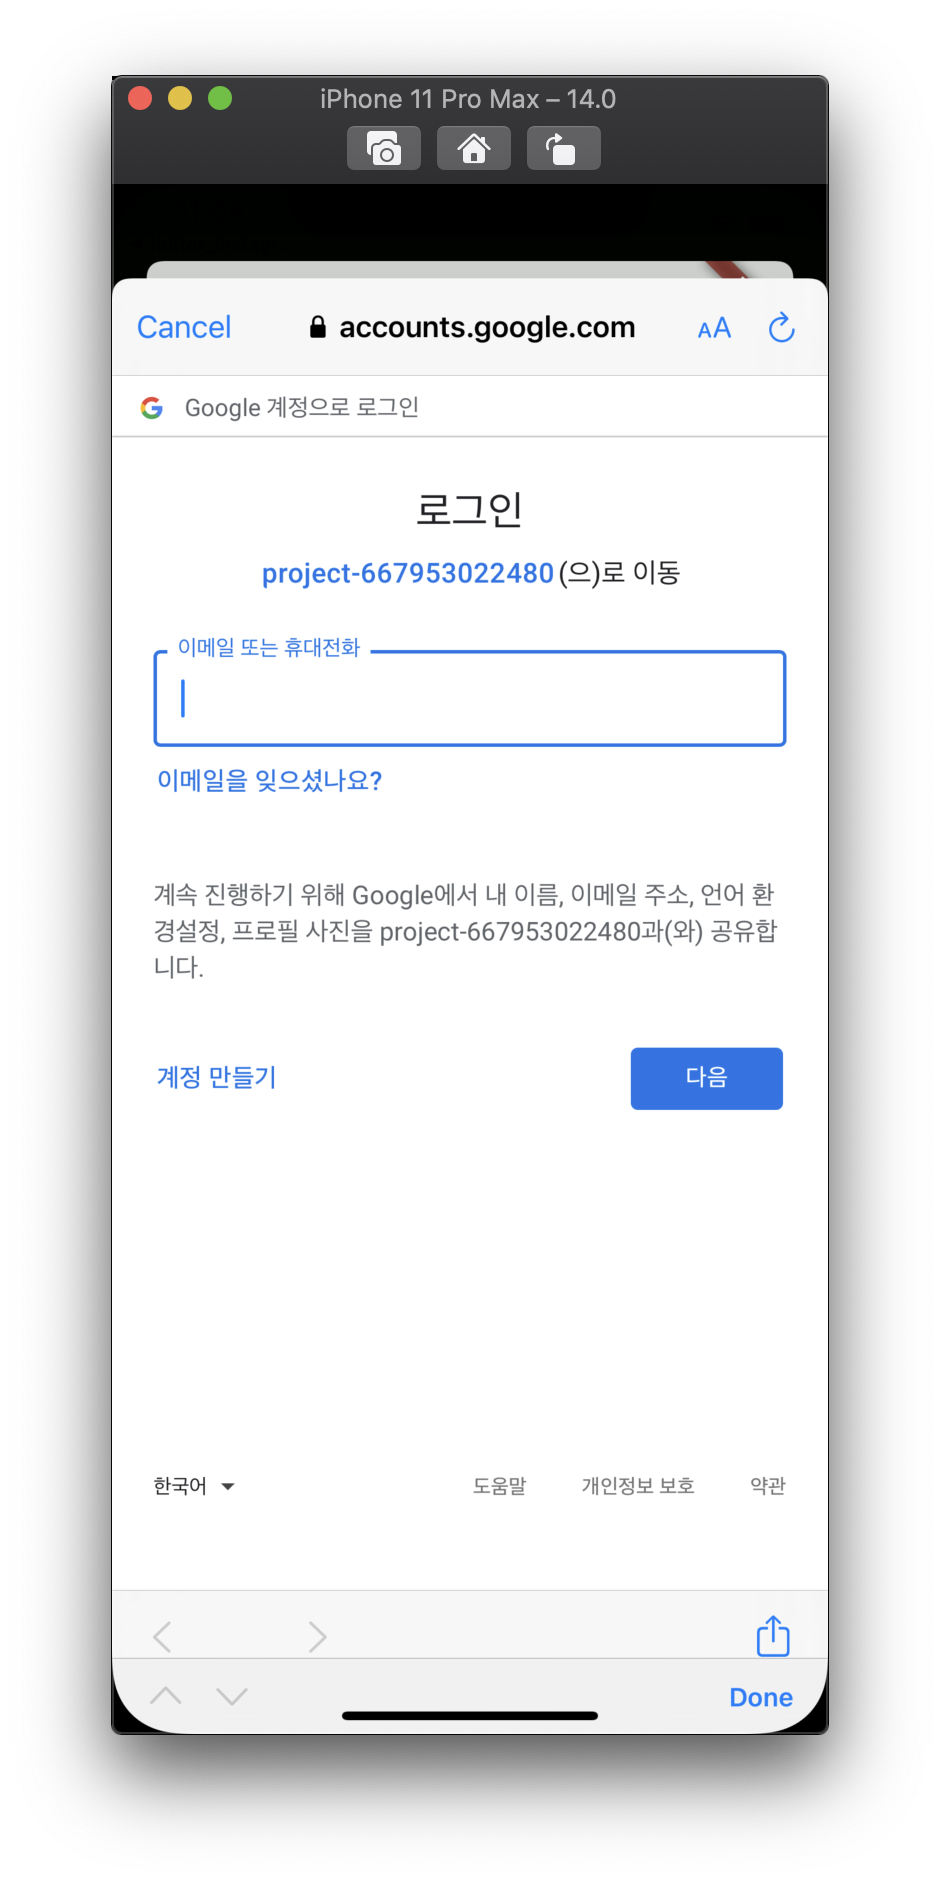 iPhone 11 Pro Max – 14.0
Cancel
accounts.google.com
AA
Google 계정으로 로그인
로그인
project-667953022480(으)로 이동
이메일 또는 휴대전화
이메일을 잊으셨나요?
계속 진행하기 위해 Google에서 내 이름, 이메일 주소, 언어 환
경설정, 프로필 사진을 project-667953022480과(와) 공유합
니다.
계정 만들기
다음
한국어
도움말
개인정보 보호
약관
Done